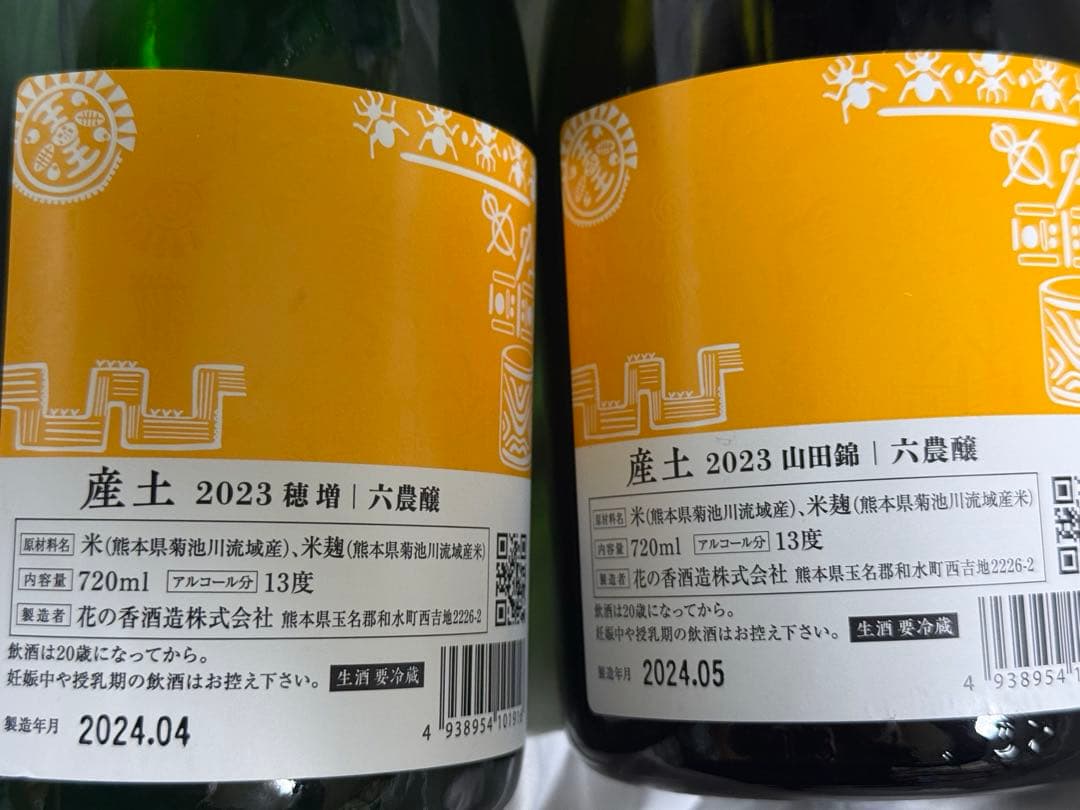 産土 2023 穂増 | 六農醸
原材料名 米(熊本県菊池川流域産)、米麹(熊本県菊池川流域産米)
内容量 720ml アルコール分 13度
製造者 花の香酒造株式会社 熊本県玉名郡和水町西吉地2226-2
飲酒は20歳になってから。
妊娠中や授乳期の飲酒はお控え下さい。 生酒 要冷蔵
製造年月 2024.04
4 938954 10191
産土 2023 山田錦 | 六農醸
原材料名 米(熊本県菊池川流域産)、米麹(熊本県菊池川流域産米)
内容量 720ml アルコール分 13度
製造者 花の香酒造株式会社 熊本県玉名郡和水町西吉地2226-2
飲酒は20歳になってから。
妊娠中や授乳期の飲酒はお控え下さい。 生酒 要冷蔵
製造年月 2024.05
4 938954